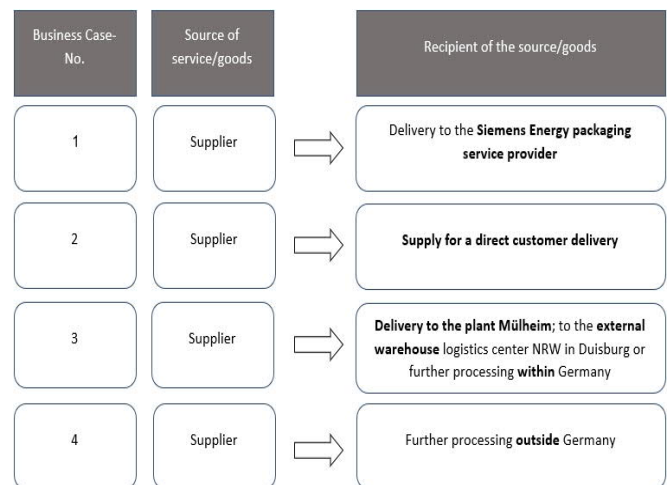 Business Case-
No.
Source of
service/goods
Recipient of the source/goods
1
Supplier
Delivery to the Siemens Energy packaging
service provider
2
Supplier
Supply for a direct customer delivery
3
Supplier
Delivery to the plant Mülheim; to the external
warehouse logistics center NRW in Duisburg or
further processing within Germany
4
Supplier
Further processing outside Germany